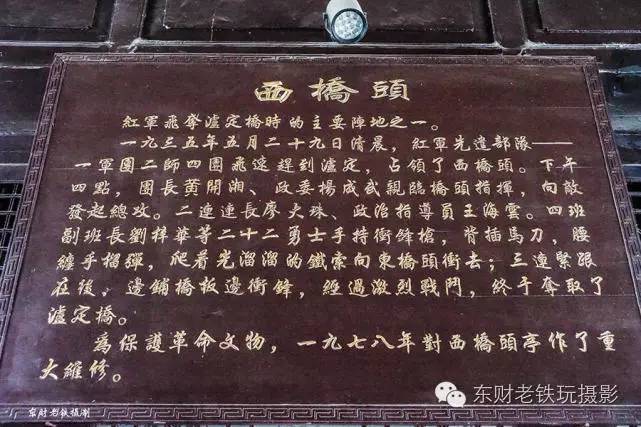 西橋頭
紅軍飛奪瀘定橋時的主要陣地之一。
一九三五年五月二十九日清晨，紅軍先遣部隊——
一軍團二師四團飛速趕到瀘定，占領了西橋頭。下午
四點，團長黄開湘、政委楊成武親臨橋頭指揮，向敵
發起總攻。二連連長廖大珠、政治指導員王海雲。四班
副班長劉梓華等二十二勇士手持衝鋒槍，背插馬刀，腰
纏手榴彈，爬着光溜溜的鐵索向東橋頭衝去；三連緊跟
在後，邊鋪橋板邊衝鋒，經過激烈戰鬥，終于奪取了
瀘定橋。
為保護革命文物，一九七八年對西橋頭亭作了重
大維修。
东财老铁玩摄影
东财老铁摄影